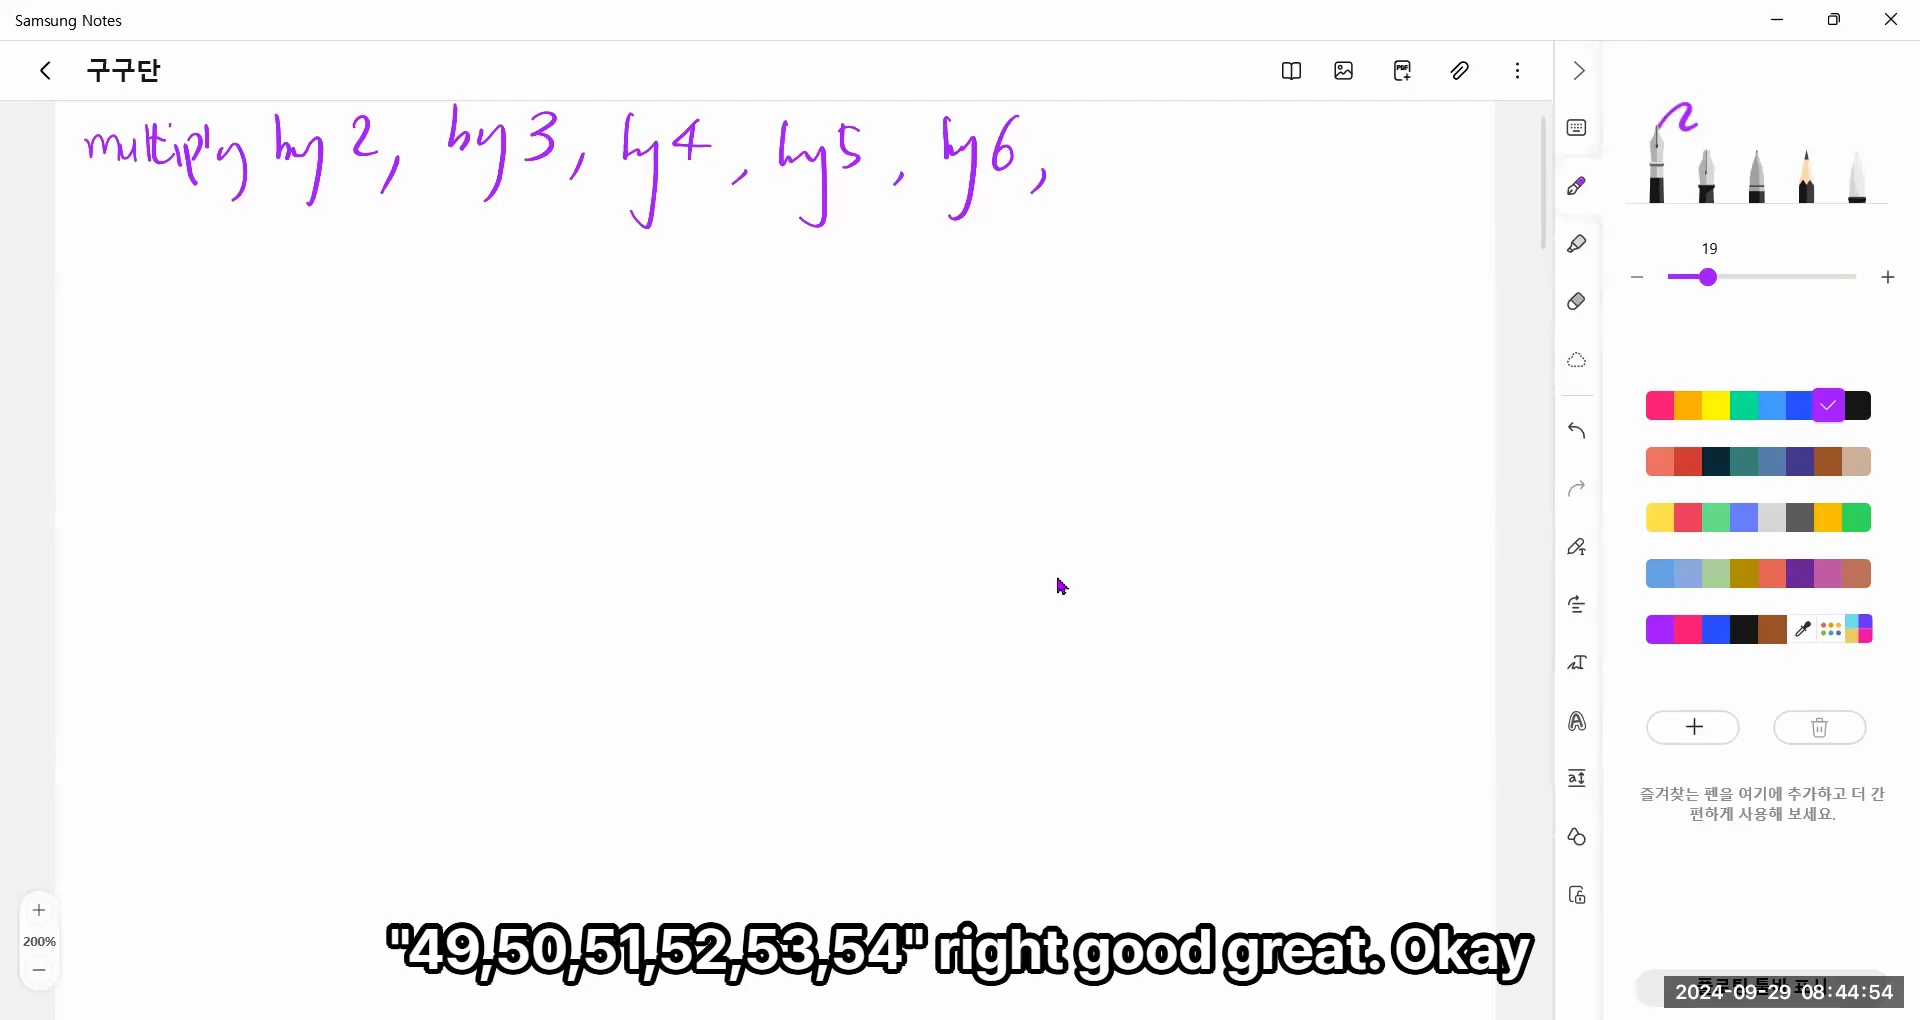 Samsung Notes
구구단
PDF
multiply by 2, by 3, by 4, by 5, by 6,
19
즐겨찾는 펜을 여기에 추가하고 더 간
편하게 사용해 보세요.
200%
"49,50,51,52,53,54" right good great. Okay
2024-09-29 08:44:54